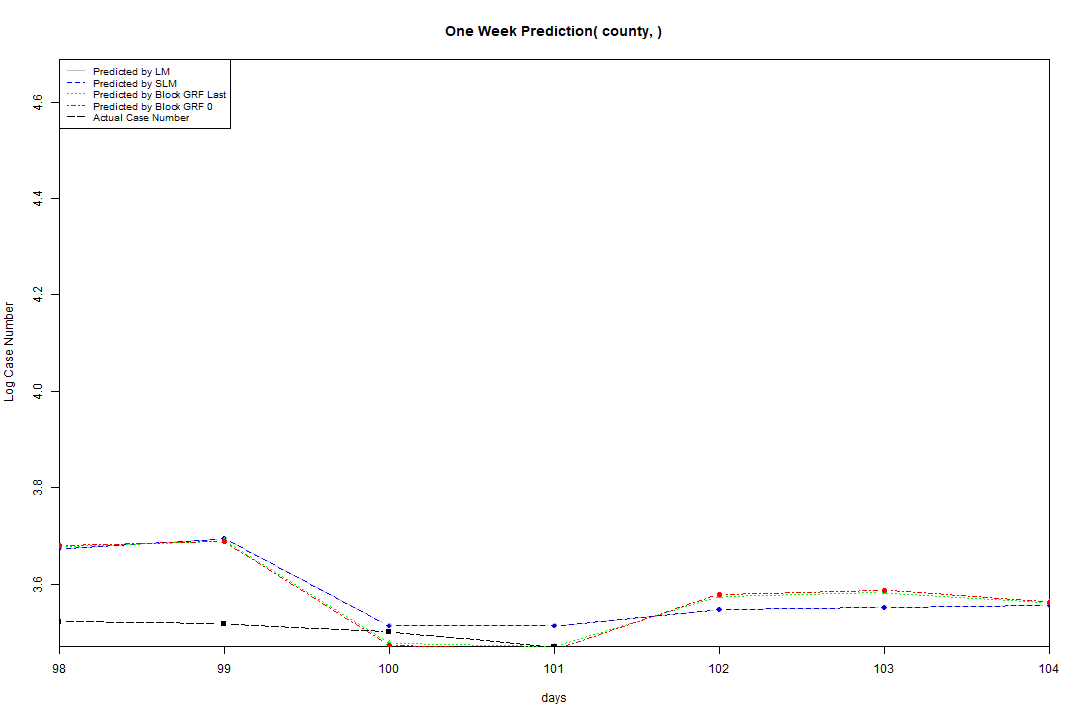 One Week Prediction( county, )
Predicted by LM
Predicted by SLM
Predicted by Block GRF Last
Predicted by Block GRF 0
Actual Case Number
4.6
4.4
4.2
4.0
3.8
3.6
Log Case Number
98 99 100 101 102 103 104
days